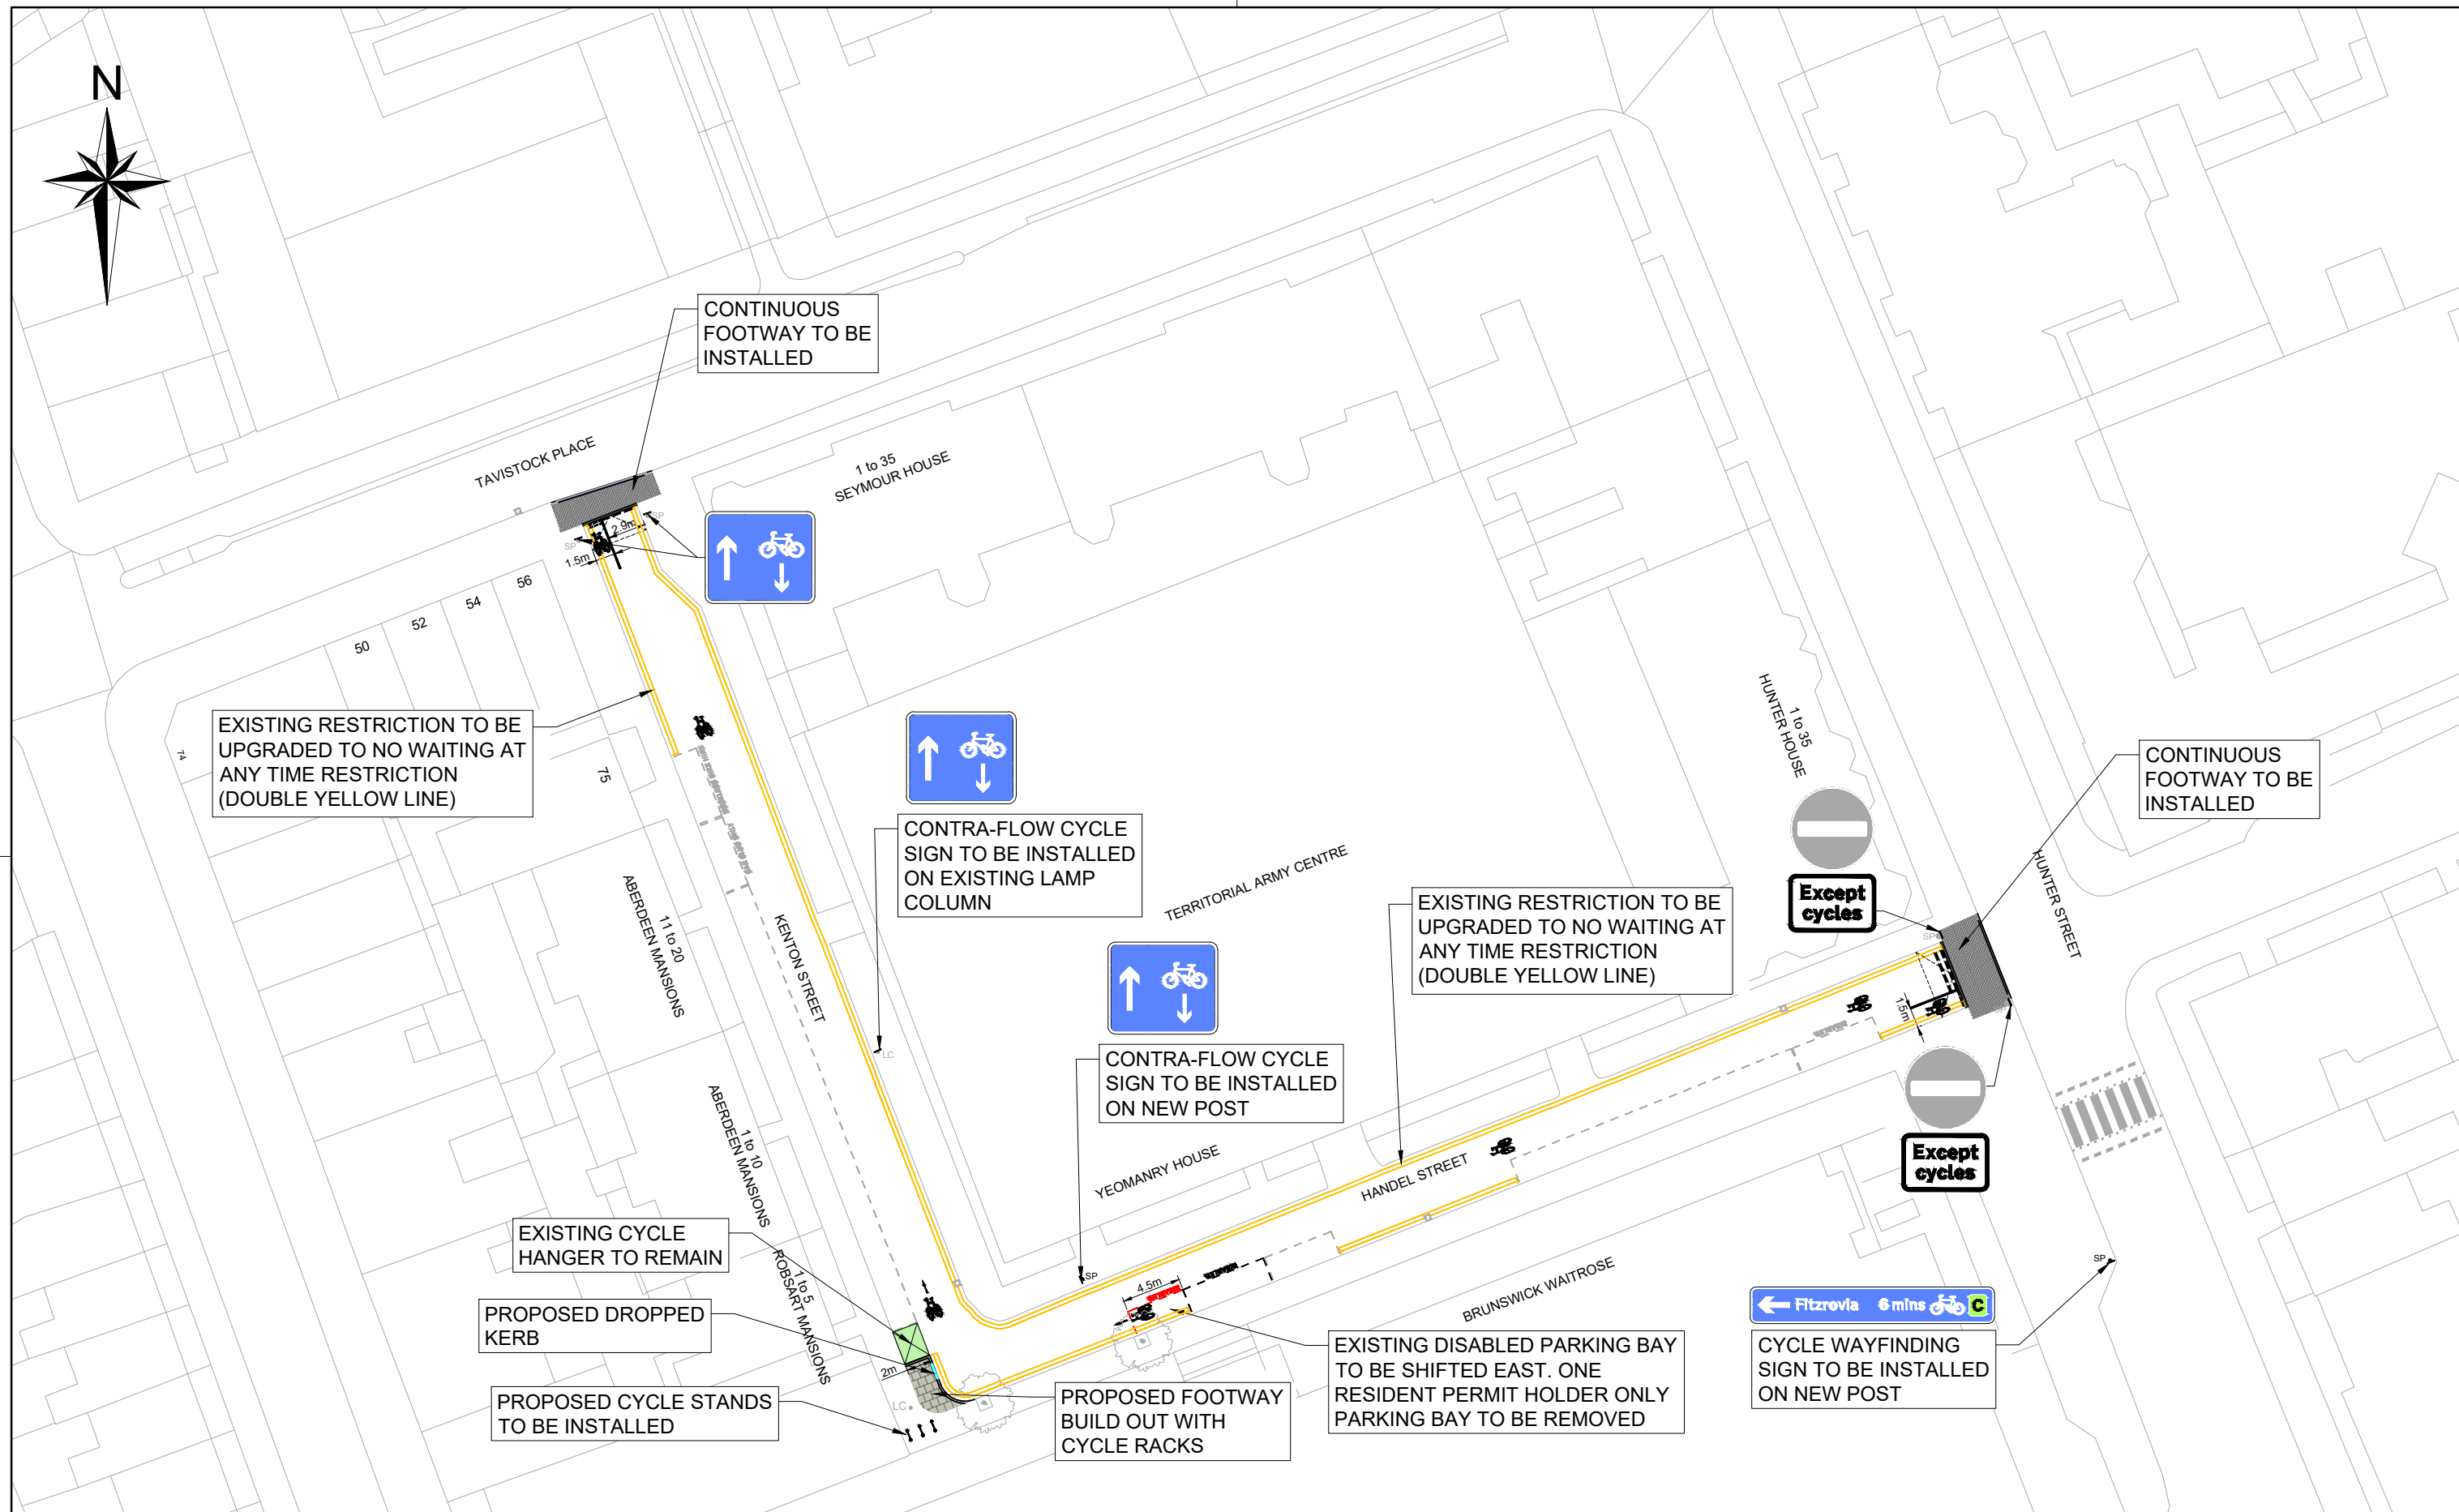 N
CONTINUOUS
FOOTWAY TO BE
INSTALLED
TAVISTOCK PLACE
1 to 35
SEYMOUR HOUSE
SP
2.9m
SP
1.5m
56
54
52
50
74
75
EXISTING RESTRICTION TO BE
UPGRADED TO NO WAITING AT
ANY TIME RESTRICTION
(DOUBLE YELLOW LINE)
1 to 35
HUNTER HOUSE
CONTINUOUS
FOOTWAY TO BE
INSTALLED
CONTRA-FLOW CYCLE
SIGN TO BE INSTALLED
ON EXISTING LAMP
COLUMN
TERRITORIAL ARMY CENTRE
11 to 20
ABERDEEN MANSIONS
KENTON STREET
LC
EXISTING RESTRICTION TO BE
UPGRADED TO NO WAITING AT
ANY TIME RESTRICTION
(DOUBLE YELLOW LINE)
Except
cycles
SP
HUNTER STREET
1.5m
CONTRA-FLOW CYCLE
SIGN TO BE INSTALLED
ON NEW POST
1 to 10
ABERDEEN MANSIONS
YEOMANRY HOUSE
HANDEL STREET
Except
cycles
EXISTING CYCLE
HANGER TO REMAIN
1 to 5
ROBSART MANSIONS
SP
4.5m
BRUNSWICK WAITROSE
SP
Fitzrovia 6 mins C
PROPOSED DROPPED
KERB
2m
EXISTING DISABLED PARKING BAY
TO BE SHIFTED EAST. ONE
RESIDENT PERMIT HOLDER ONLY
PARKING BAY TO BE REMOVED
CYCLE WAYFINDING
SIGN TO BE INSTALLED
ON NEW POST
PROPOSED CYCLE STANDS
TO BE INSTALLED
LC
PROPOSED FOOTWAY
BUILD OUT WITH
CYCLE RACKS